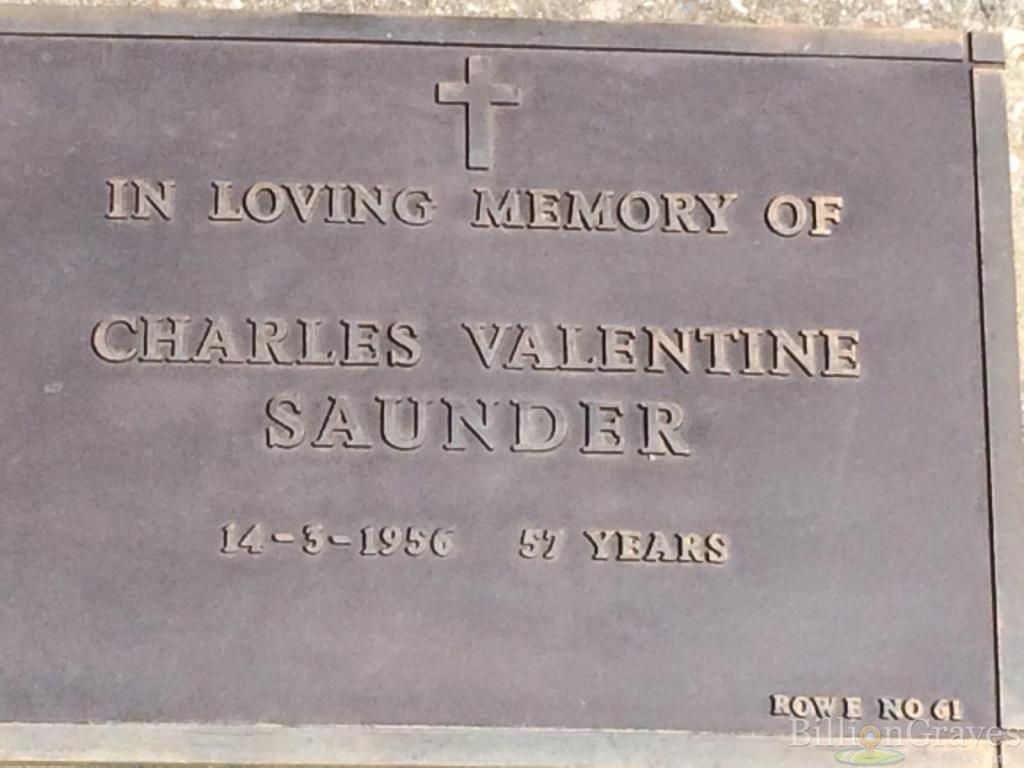 IN LOVING MEMORY OF
CHARLES VALENTINE
SAUNDER
14-3-1956 57 YEARS
ROW E NO 61
BillionGraves